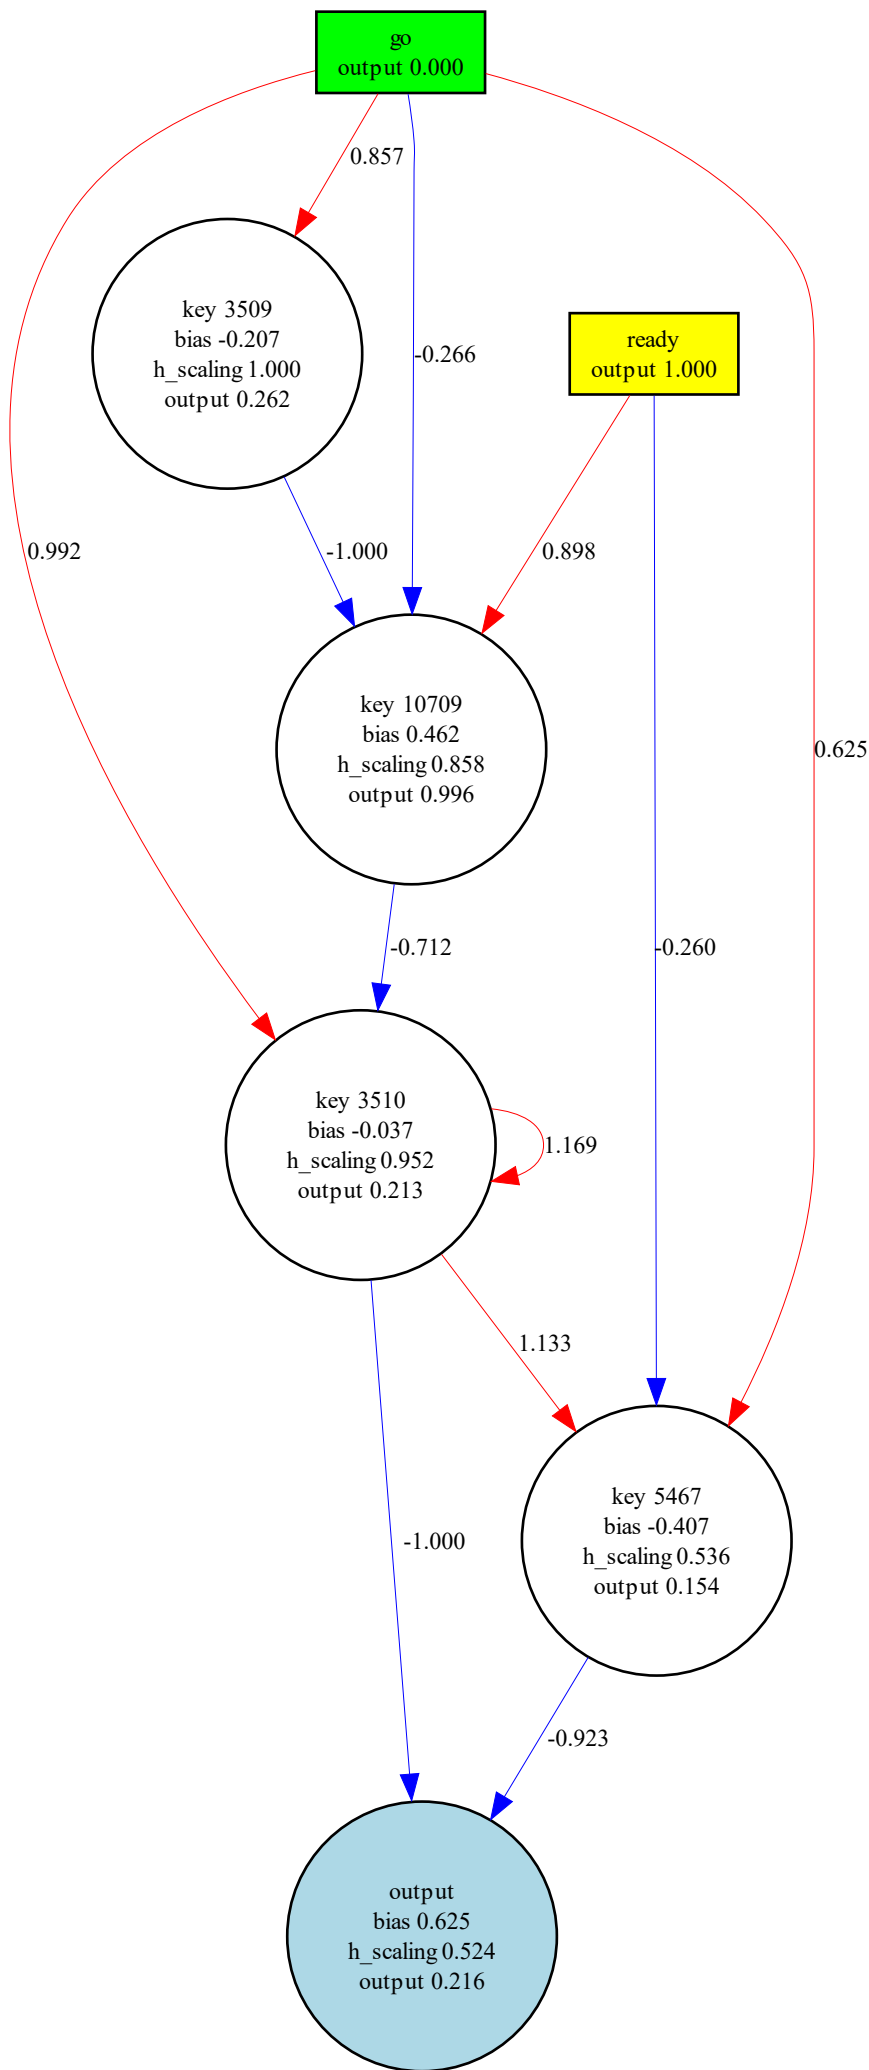 go
output 0.000
0.857
key 3509
bias -0.207
h_scaling 1.000
output 0.262
-0.266
ready
output 1.000
0.992
-1.000
0.898
key 10709
bias 0.462
h_scaling 0.858
output 0.996
0.625
-0.712
-0.260
key 3510
bias -0.037
h_scaling 0.952
output 0.213
1.169
1.133
key 5467
bias -0.407
h_scaling 0.536
output 0.154
-1.000
-0.923
output
bias 0.625
h_scaling 0.524
output 0.216